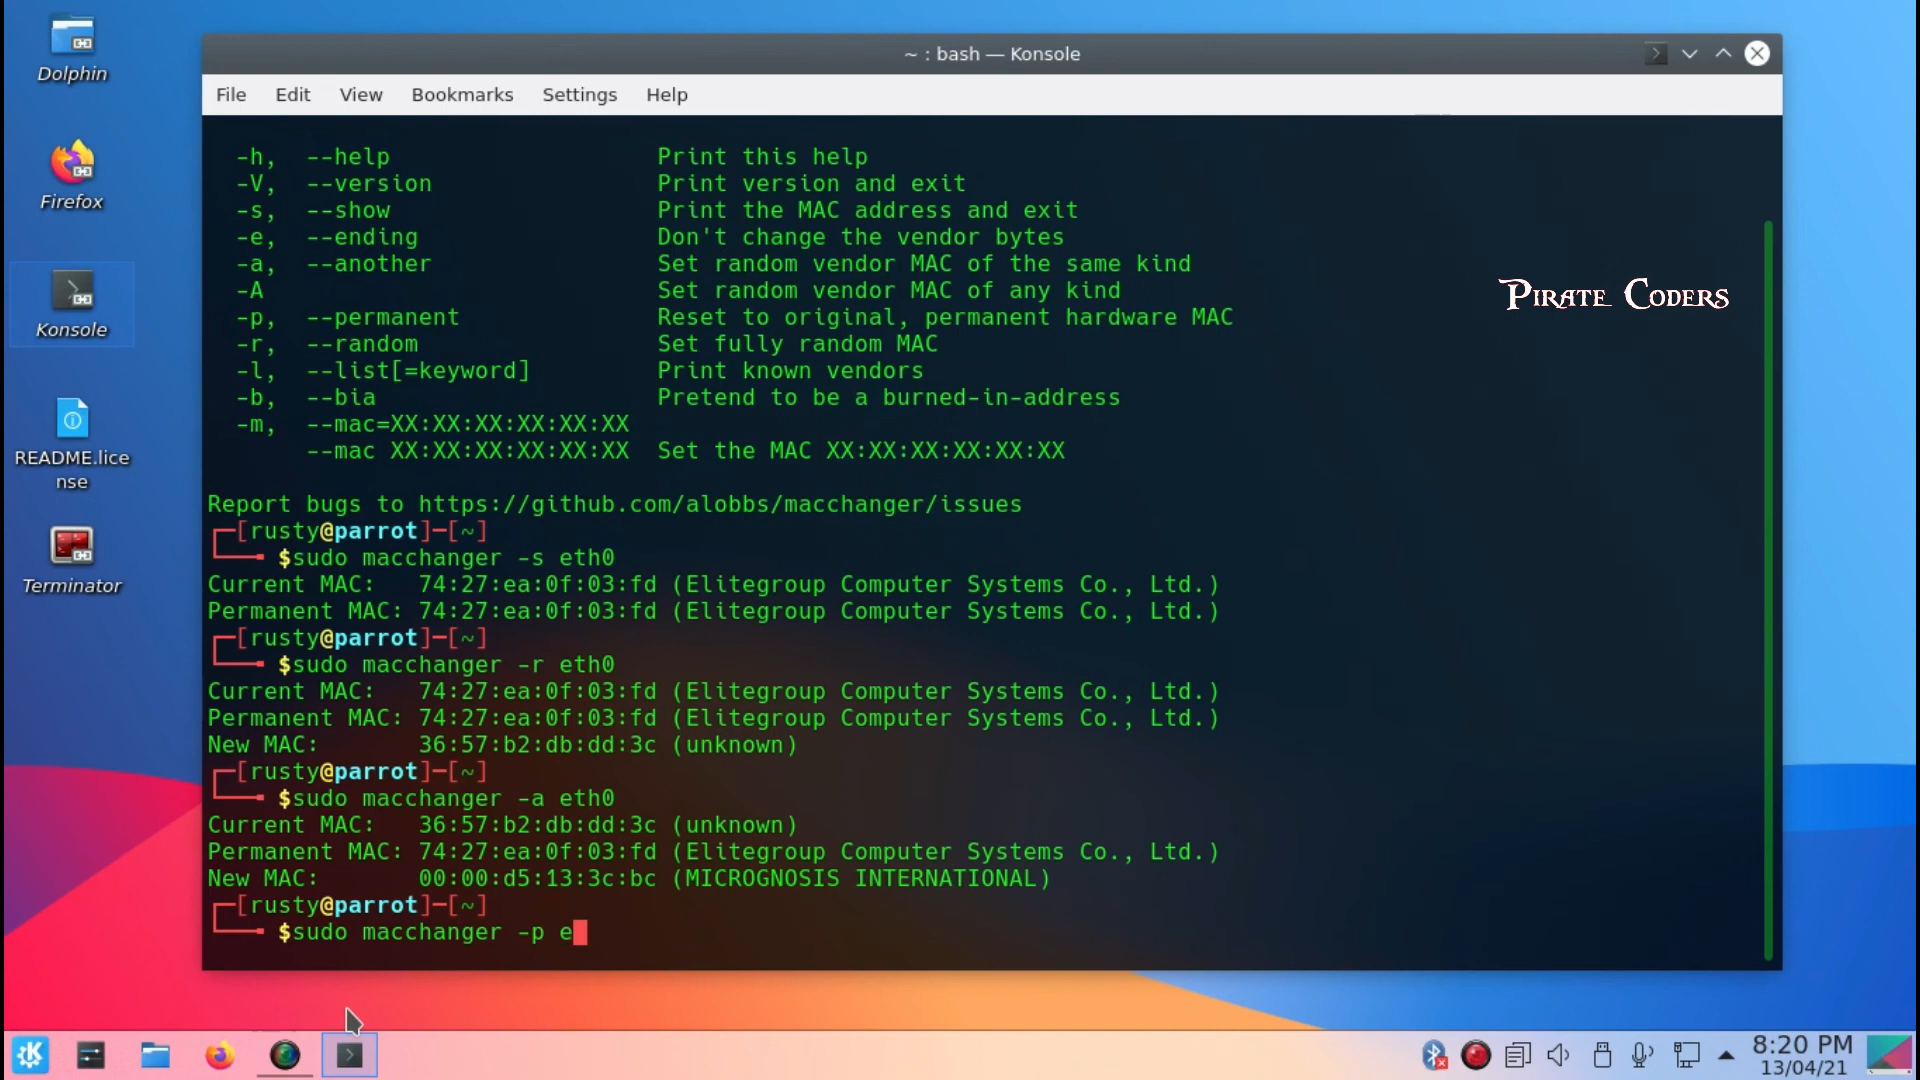 Dolphin
Firefox
Konsole
README.lice
nse
Terminator
~ : bash — Konsole
File Edit View Bookmarks Settings Help
-h, --help Print this help
-V, --version Print version and exit
-s, --show Print the MAC address and exit
-e, --ending Don't change the vendor bytes
-a, --another Set random vendor MAC of the same kind
-A Set random vendor MAC of any kind
-p, --permanent Reset to original, permanent hardware MAC
-r, --random Set fully random MAC
-l, --list[=keyword] Print known vendors
-b, --bia Pretend to be a burned-in-address
-m, --mac=XX:XX:XX:XX:XX:XX
--mac XX:XX:XX:XX:XX:XX Set the MAC XX:XX:XX:XX:XX:XX
Report bugs to https://github.com/alobbs/macchanger/issues
┌─[rusty@parrot]─[~]
└──╼ $sudo macchanger -s eth0
Current MAC: 74:27:ea:0f:03:fd (Elitegroup Computer Systems Co., Ltd.)
Permanent MAC: 74:27:ea:0f:03:fd (Elitegroup Computer Systems Co., Ltd.)
┌─[rusty@parrot]─[~]
└──╼ $sudo macchanger -r eth0
Current MAC: 74:27:ea:0f:03:fd (Elitegroup Computer Systems Co., Ltd.)
Permanent MAC: 74:27:ea:0f:03:fd (Elitegroup Computer Systems Co., Ltd.)
New MAC: 36:57:b2:db:dd:3c (unknown)
┌─[rusty@parrot]─[~]
└──╼ $sudo macchanger -a eth0
Current MAC: 36:57:b2:db:dd:3c (unknown)
Permanent MAC: 74:27:ea:0f:03:fd (Elitegroup Computer Systems Co., Ltd.)
New MAC: 00:00:d5:13:3c:bc (MICROGNOSIS INTERNATIONAL)
┌─[rusty@parrot]─[~]
└──╼ $sudo macchanger -p e
Pirate Coders
8:20 PM
13/04/21